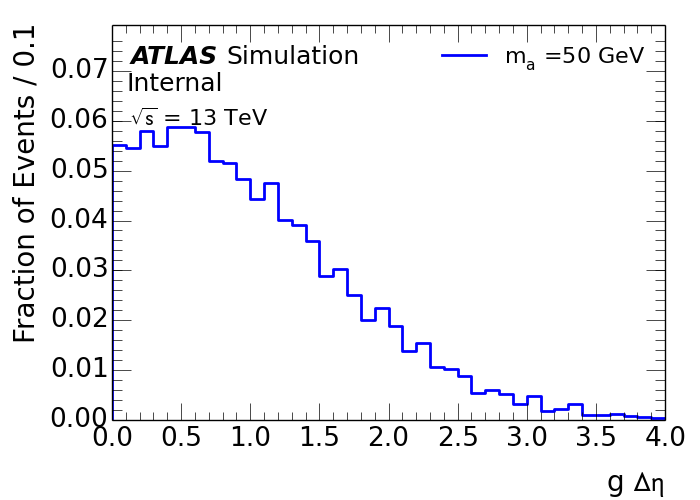 Fraction of Events / 0.1
ATLAS Simulation
Internal
√s = 13 TeV
mₐ =50 GeV
0.07
0.06
0.05
0.04
0.03
0.02
0.01
0.00
0.0 0.5 1.0 1.5 2.0 2.5 3.0 3.5 4.0
g Δη